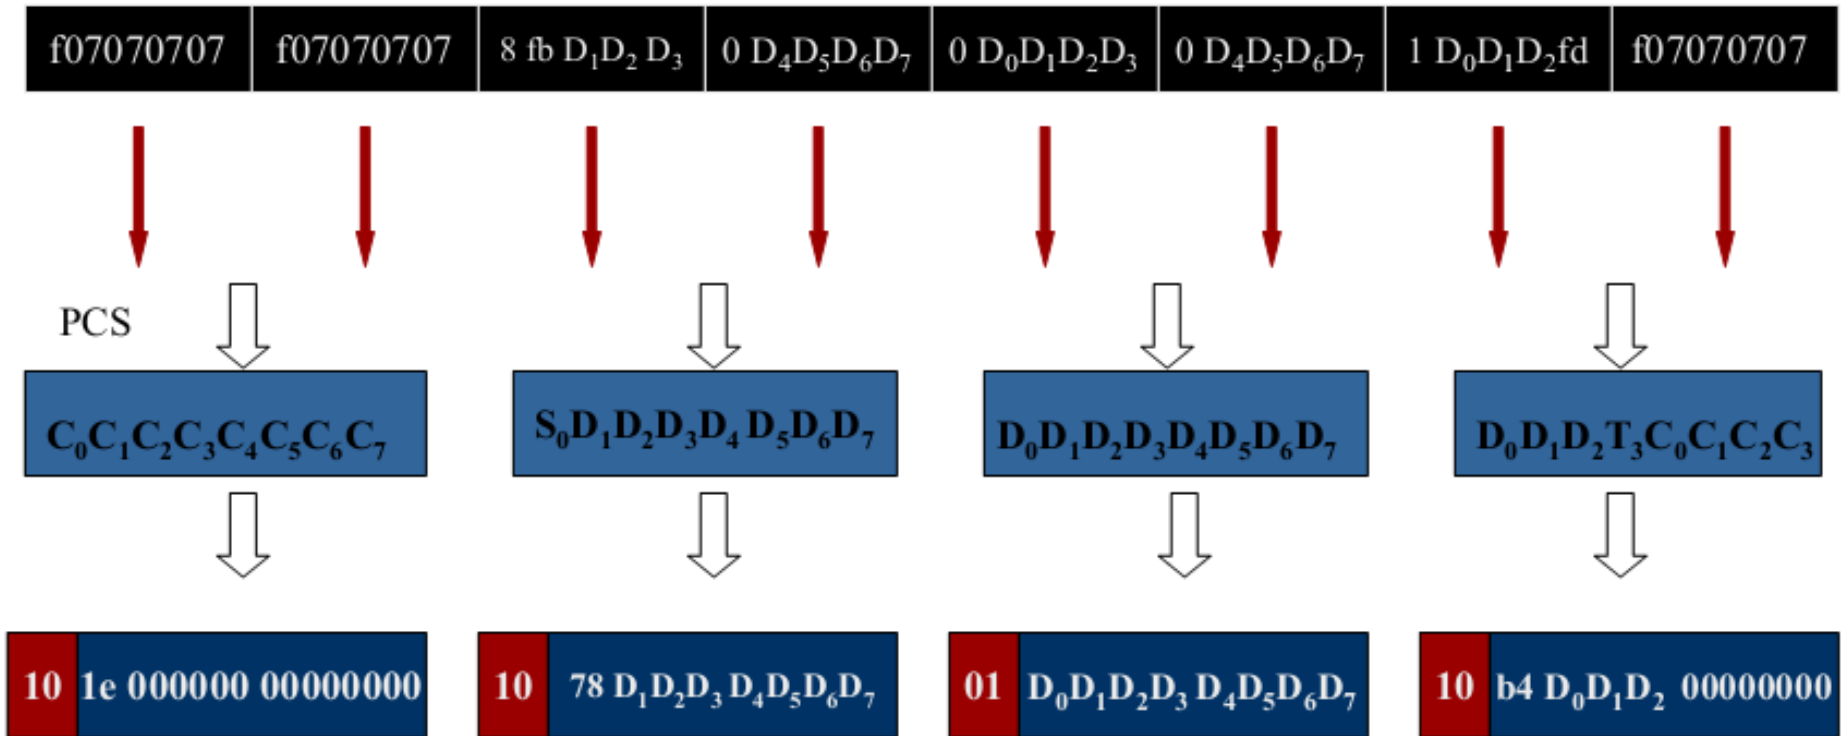 f07070707 f07070707 8 fb D₁D₂ D₃ 0 D₄D₅D₆D₇ 0 D₀D₁D₂D₃ 0 D₄D₅D₆D₇ 1 D₀D₁D₂fd f07070707
PCS
C₀C₁C₂C₃C₄C₅C₆C₇ S₀D₁D₂D₃D₄ D₅D₆D₇ D₀D₁D₂D₃D₄D₅D₆D₇ D₀D₁D₂T₃C₀C₁C₂C₃
10 1e 000000 00000000 10 78 D₁D₂D₃ D₄D₅D₆D₇ 01 D₀D₁D₂D₃ D₄D₅D₆D₇ 10 b4 D₀D₁D₂ 00000000